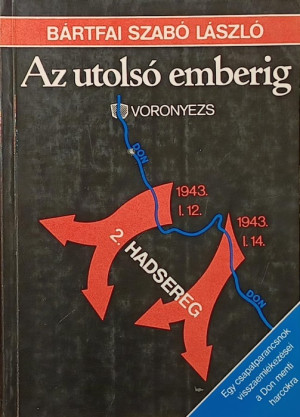 BÁRTFAI SZABÓ LÁSZLÓ
Az utolsó emberig
VORONYEZS
DON
1943.
I. 12.
1943.
I. 14.
2. HADSEREG
DON
Egy csapatparancsnok
visszaemlékezései
a Don menti
harcokra